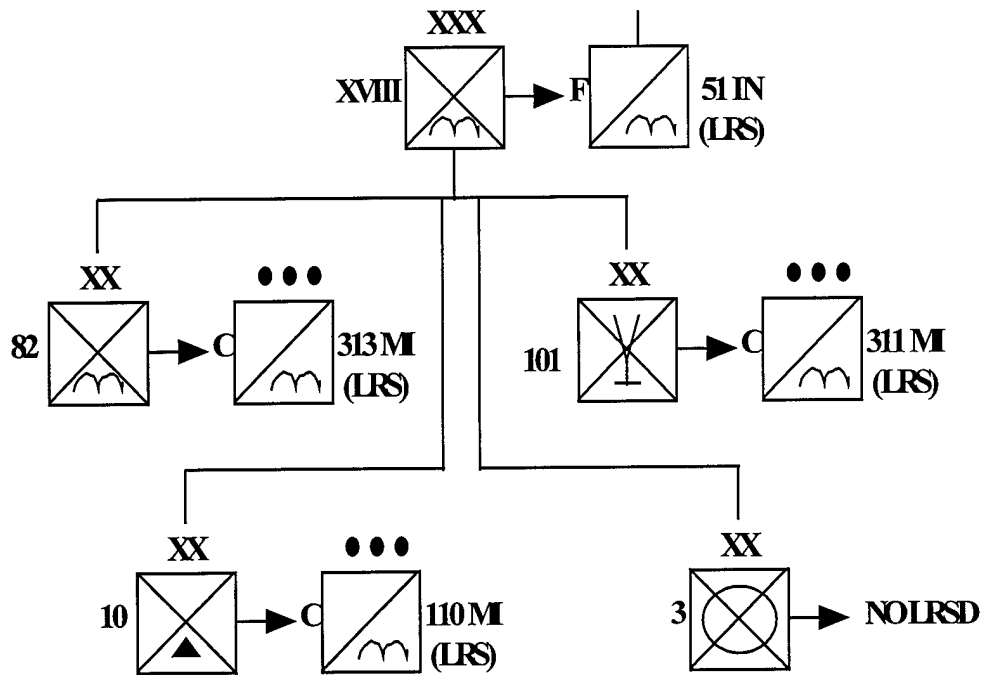 XXX
XVIII F 51 IN
(LRS)
XX XX
82 C 313 MI
(LRS)
101 C 311 MI
(LRS)
XX XX
10 C 110 MI
(LRS)
3 NO LRSD